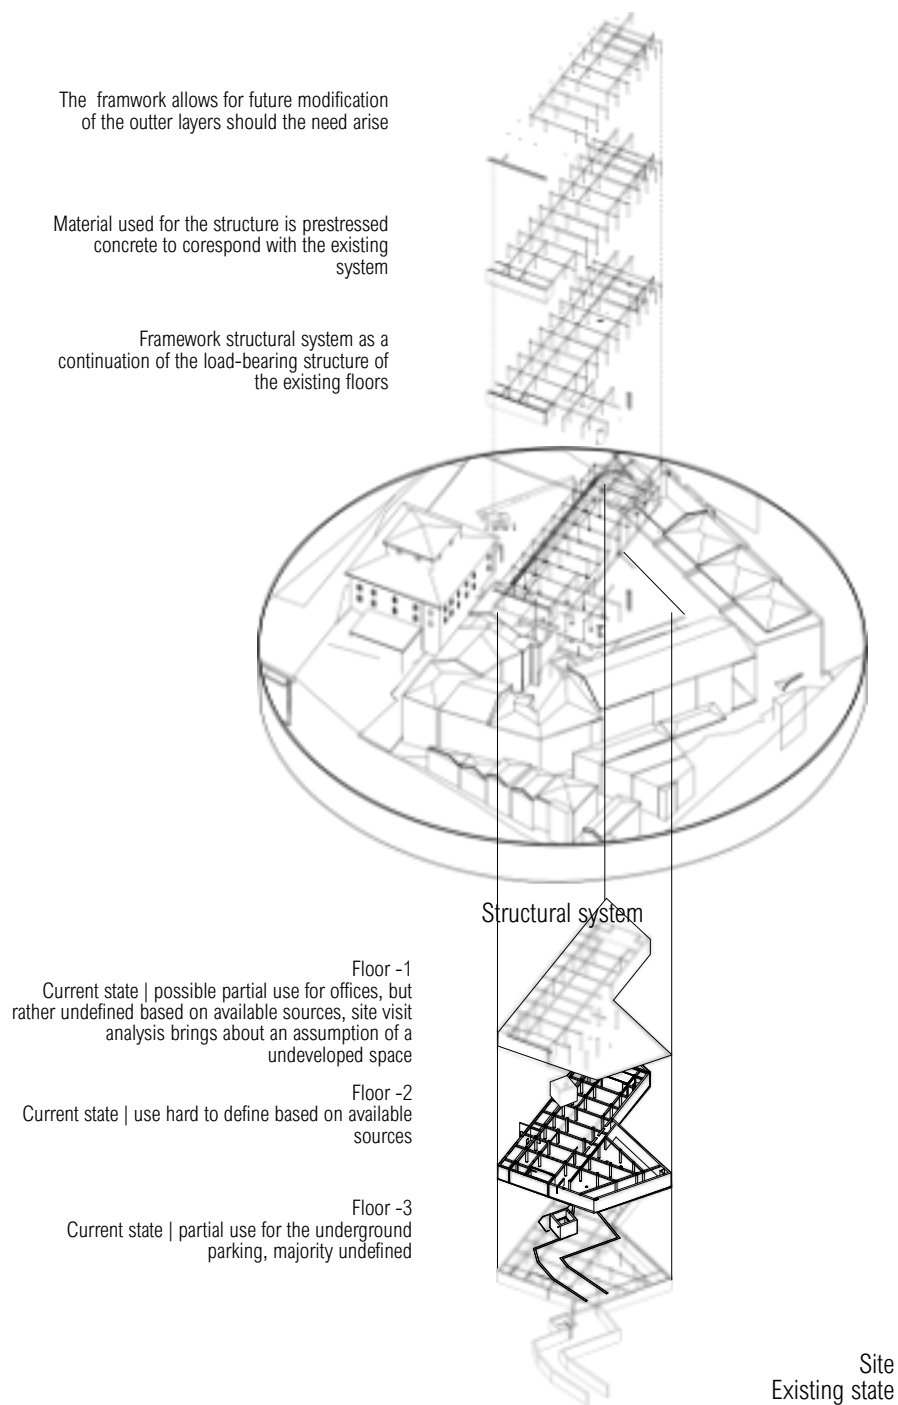 The  framwork allows for future modification
of the outter layers should the need arise
Material used for the structure is prestressed
concrete to corespond with the existing
system
Framework structural system as a
continuation of the load-bearing structure of
the existing floors
Structural system
Floor -1
Current state | possible partial use for offices, but
rather undefined based on available sources, site visit
analysis brings about an assumption of a
undeveloped space
Floor -2
Current state | use hard to define based on available
sources
Floor -3
Current state | partial use for the underground
parking, majority undefined
Site
Existing state